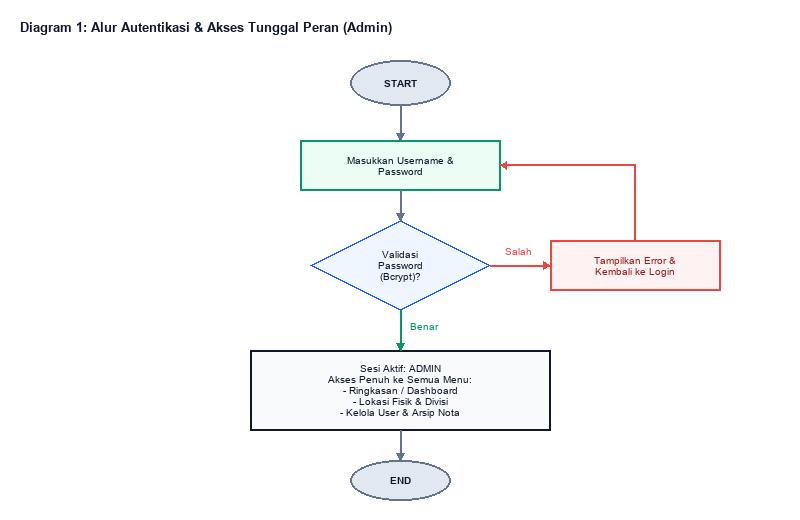 Diagram 1: Alur Autentikasi & Akses Tunggal Peran (Admin)
START
Masukkan Username &
Password
Validasi
Password
(Bcrypt)?
Salah
Tampilkan Error &
Kembali ke Login
Benar
Sesi Aktif: ADMIN
Akses Penuh ke Semua Menu:
- Ringkasan / Dashboard
- Lokasi Fisik & Divisi
- Kelola User & Arsip Nota
END